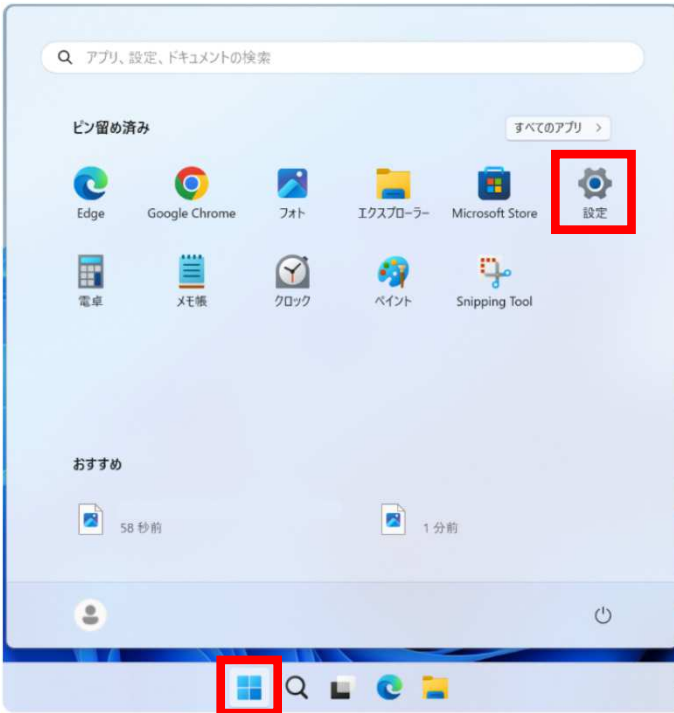 アプリ、設定、ドキュメントの検索
ピン留め済み
すべてのアプリ >
Edge
Google Chrome
フォト
エクスプローラー
Microsoft Store
設定
電卓
メモ帳
クロック
ペイント
Snipping Tool
おすすめ
58 秒前
1 分前